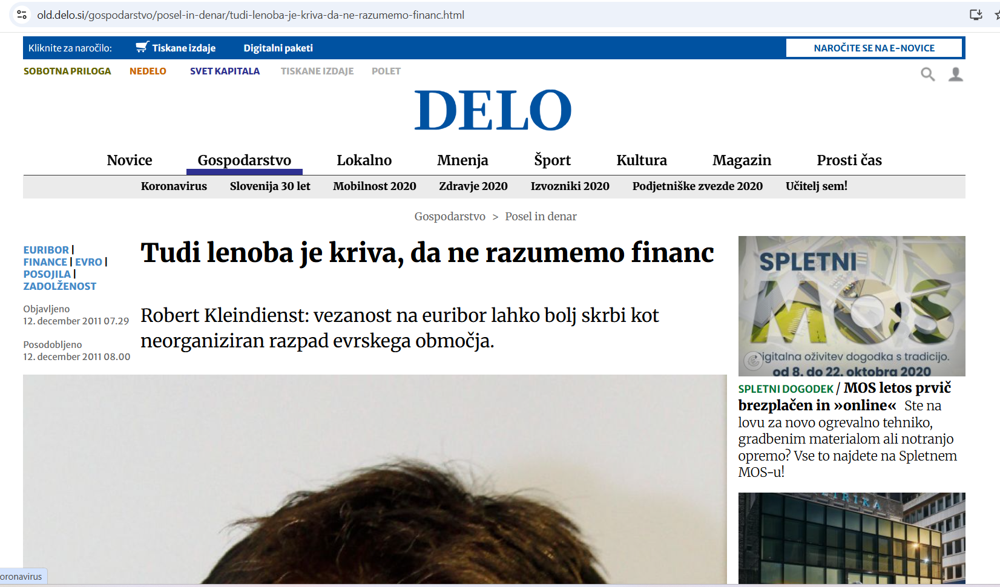 old.delo.si/gospodarstvo/posel-in-denar/tudi-lenoba-je-kriva-da-ne-razumemo-financ.html
Kliknite za naročilo: Tiskane izdaje Digitalni paketi NAROČITE SE NA E-NOVICE
SOBOTNA PRILOGA NEDELO SVET KAPITALA TISKANE IZDAJE POLET
DELO
Novice Gospodarstvo Lokalno Mnenja Šport Kultura Magazin Prosti čas
Koronavirus Slovenija 30 let Mobilnost 2020 Zdravje 2020 Izvozniki 2020 Podjetniške zvezde 2020 Učitelj sem!
Gospodarstvo > Posel in denar
EURIBOR |
FINANCE | EVRO |
POSOJILA |
ZADOLŽENOST
Objavljeno
12. december 2011 07.29
Posodobljeno
12. december 2011 08.00
Tudi lenoba je kriva, da ne razumemo financ
Robert Kleindienst: vezanost na euribor lahko bolj skrbi kot
neorganiziran razpad evrskega območja.
SPLETNI
MOS
Digitalna oživitev dogodka s tradicijo.
od 8. do 22. oktobra 2020
SPLETNI DOGODEK / MOS letos prvič
brezplačen in »online« Ste na
lovu za novo ogrevalno tehniko,
gradbenim materialom ali notranjo
opremo? Vse to najdete na Spletnem
MOS-u!
ETRIKA
oronavirus